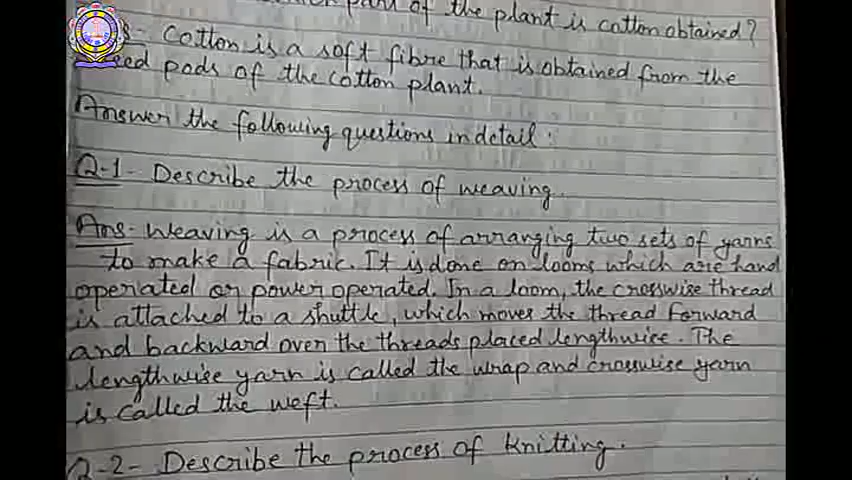 part of the plant is cotton obtained?
Cotton is a soft fibre that is obtained from the
pods of the cotton plant.
Answer the following questions in detail :
Q-1- Describe the process of weaving.
Ans- Weaving is a process of arranging two sets of yarns
to make a fabric. It is done on looms which are hand
operated or power operated. In a loom, the crosswise thread
is attached to a shuttle, which moves the thread forward
and backward over the threads placed lengthwise. The
lengthwise yarn is called the wrap and crosswise yarn
is called the weft.
Q-2- Describe the process of knitting.